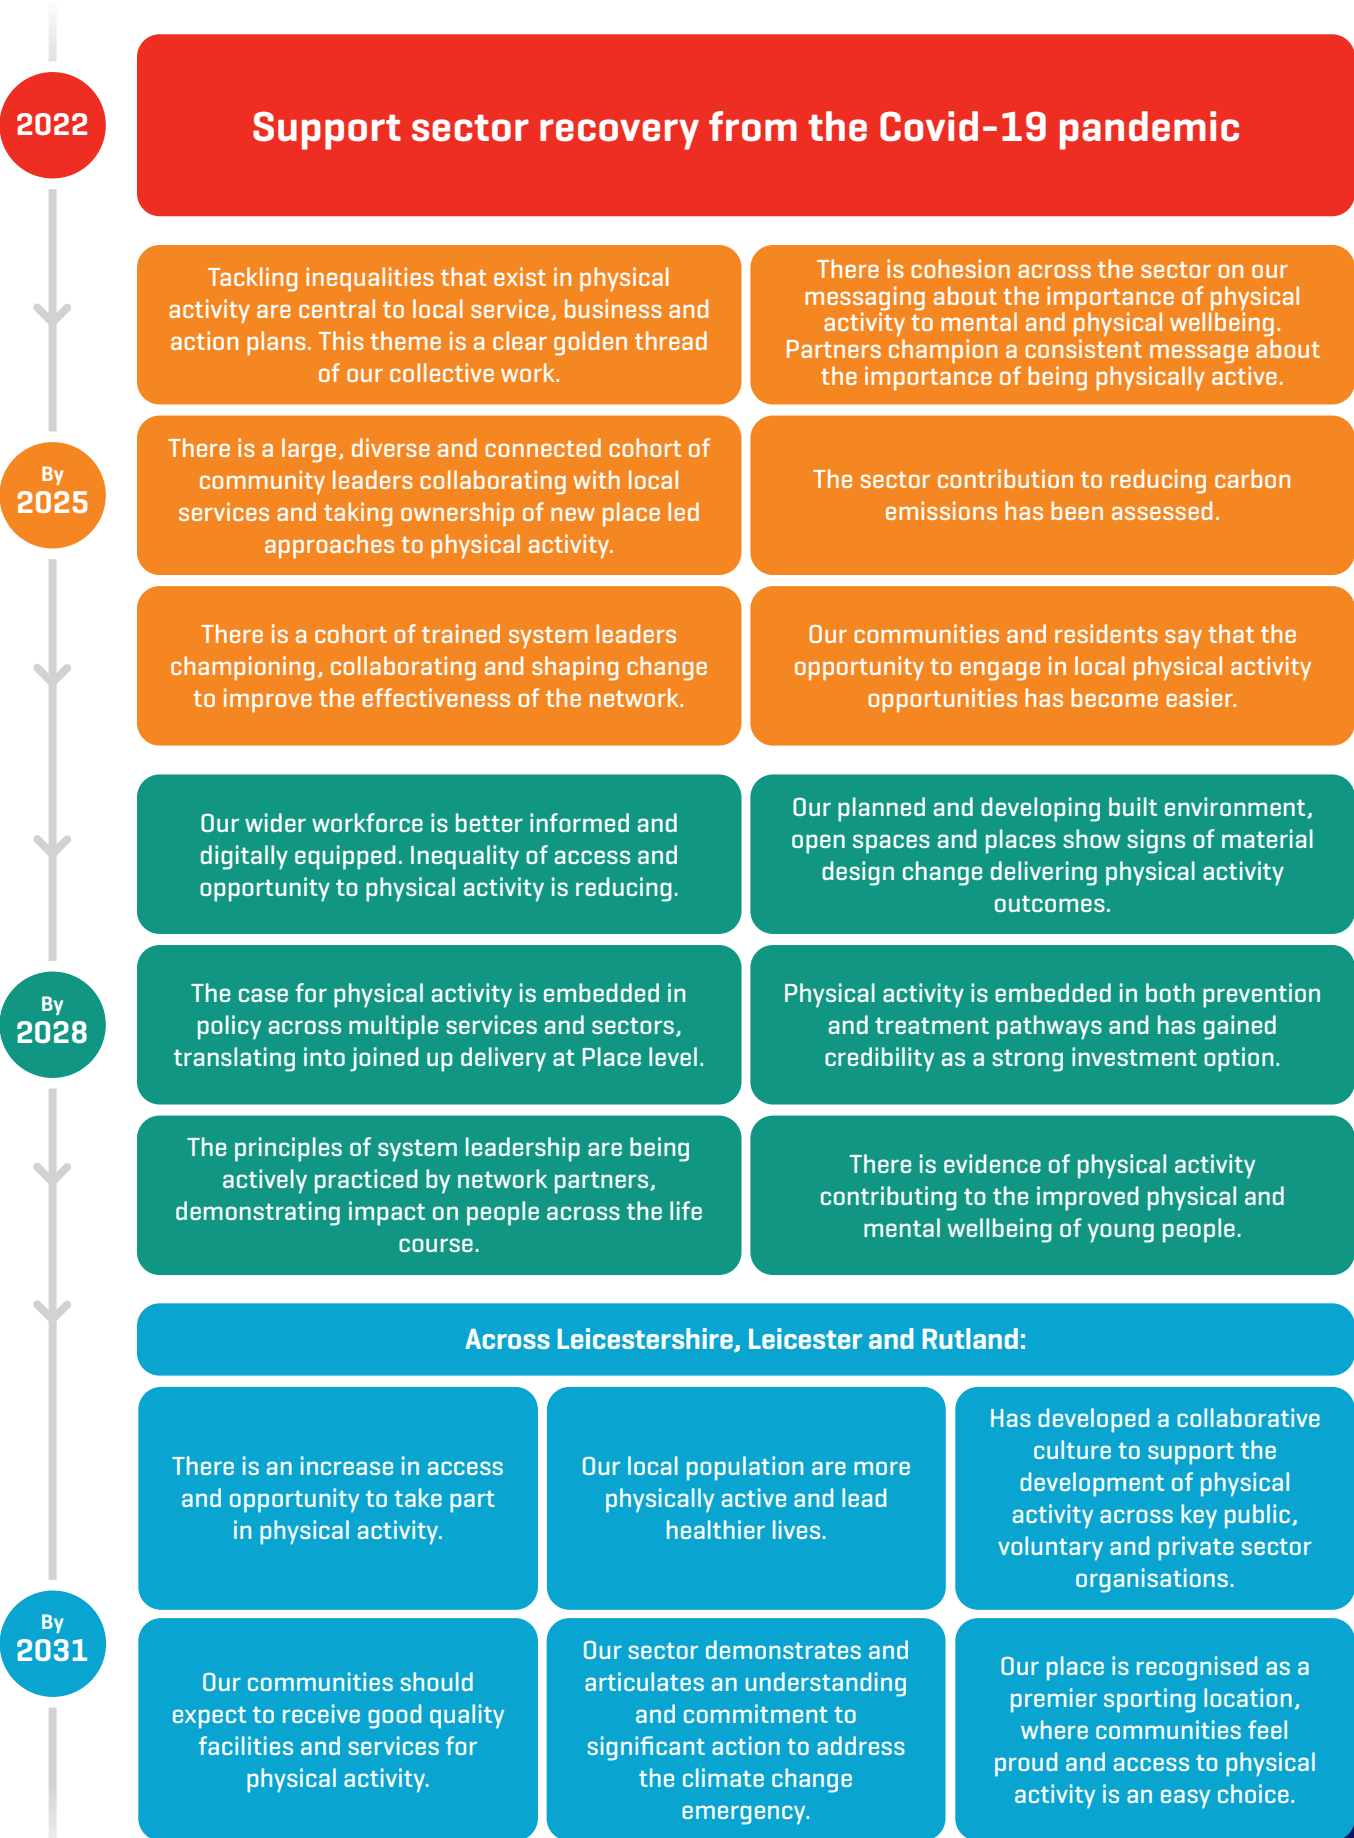 2022
Support sector recovery from the Covid-19 pandemic
Tackling inequalities that exist in physical
activity are central to local service, business and
action plans. This theme is a clear golden thread
of our collective work.
There is cohesion across the sector on our
messaging about the importance of physical
activity to mental and physical wellbeing.
Partners champion a consistent message about
the importance of being physically active.
By
2025
There is a large, diverse and connected cohort of
community leaders collaborating with local
services and taking ownership of new place led
approaches to physical activity.
The sector contribution to reducing carbon
emissions has been assessed.
There is a cohort of trained system leaders
championing, collaborating and shaping change
to improve the effectiveness of the network.
Our communities and residents say that the
opportunity to engage in local physical activity
opportunities has become easier.
Our wider workforce is better informed and
digitally equipped. Inequality of access and
opportunity to physical activity is reducing.
Our planned and developing built environment,
open spaces and places show signs of material
design change delivering physical activity
outcomes.
By
2028
The case for physical activity is embedded in
policy across multiple services and sectors,
translating into joined up delivery at Place level.
Physical activity is embedded in both prevention
and treatment pathways and has gained
credibility as a strong investment option.
The principles of system leadership are being
actively practiced by network partners,
demonstrating impact on people across the life
course.
There is evidence of physical activity
contributing to the improved physical and
mental wellbeing of young people.
Across Leicestershire, Leicester and Rutland:
There is an increase in access
and opportunity to take part
in physical activity.
Our local population are more
physically active and lead
healthier lives.
Has developed a collaborative
culture to support the
development of physical
activity across key public,
voluntary and private sector
organisations.
By
2031
Our communities should
expect to receive good quality
facilities and services for
physical activity.
Our sector demonstrates and
articulates an understanding
and commitment to
significant action to address
the climate change
emergency.
Our place is recognised as a
premier sporting location,
where communities feel
proud and access to physical
activity is an easy choice.